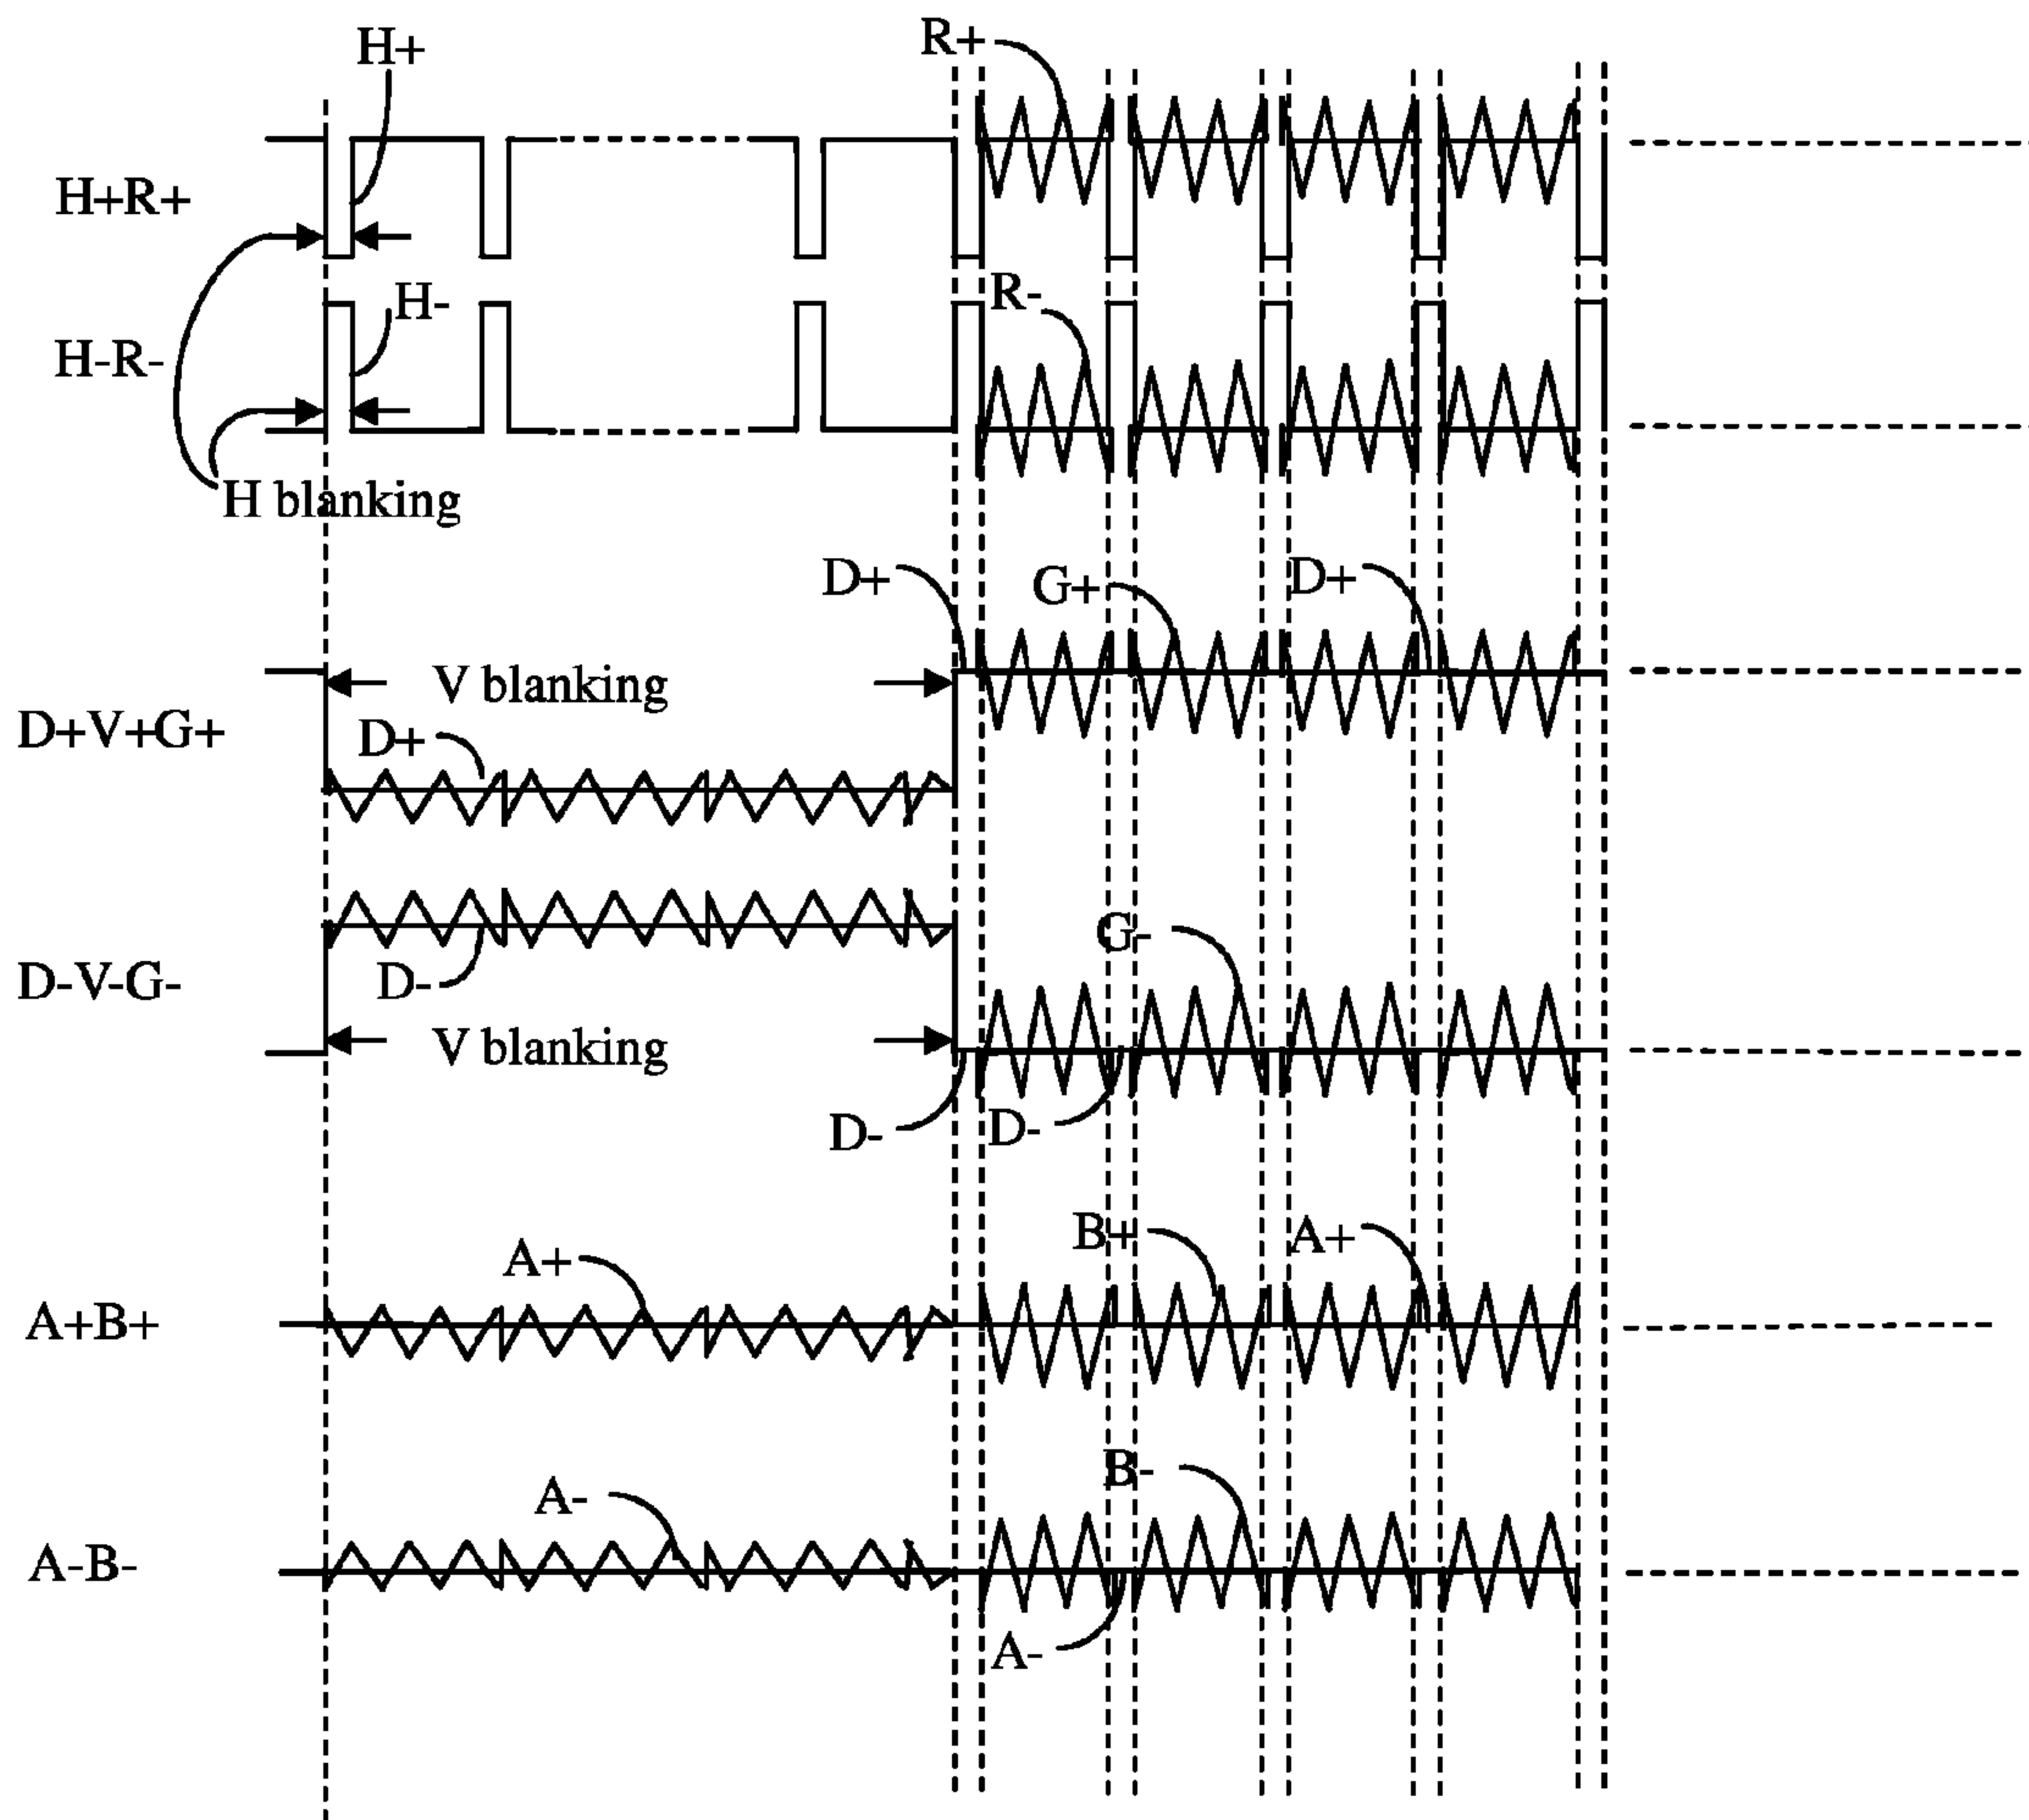 H+
R+
H+R+
H-
R-
H-R-
H blanking
D+
G+
D+
V blanking
D+V+G+
D+
G-
D-V-G-
D-
V blanking
D-
D-
B+
A+
A+
A+B+
B-
A-
A-B-
A-